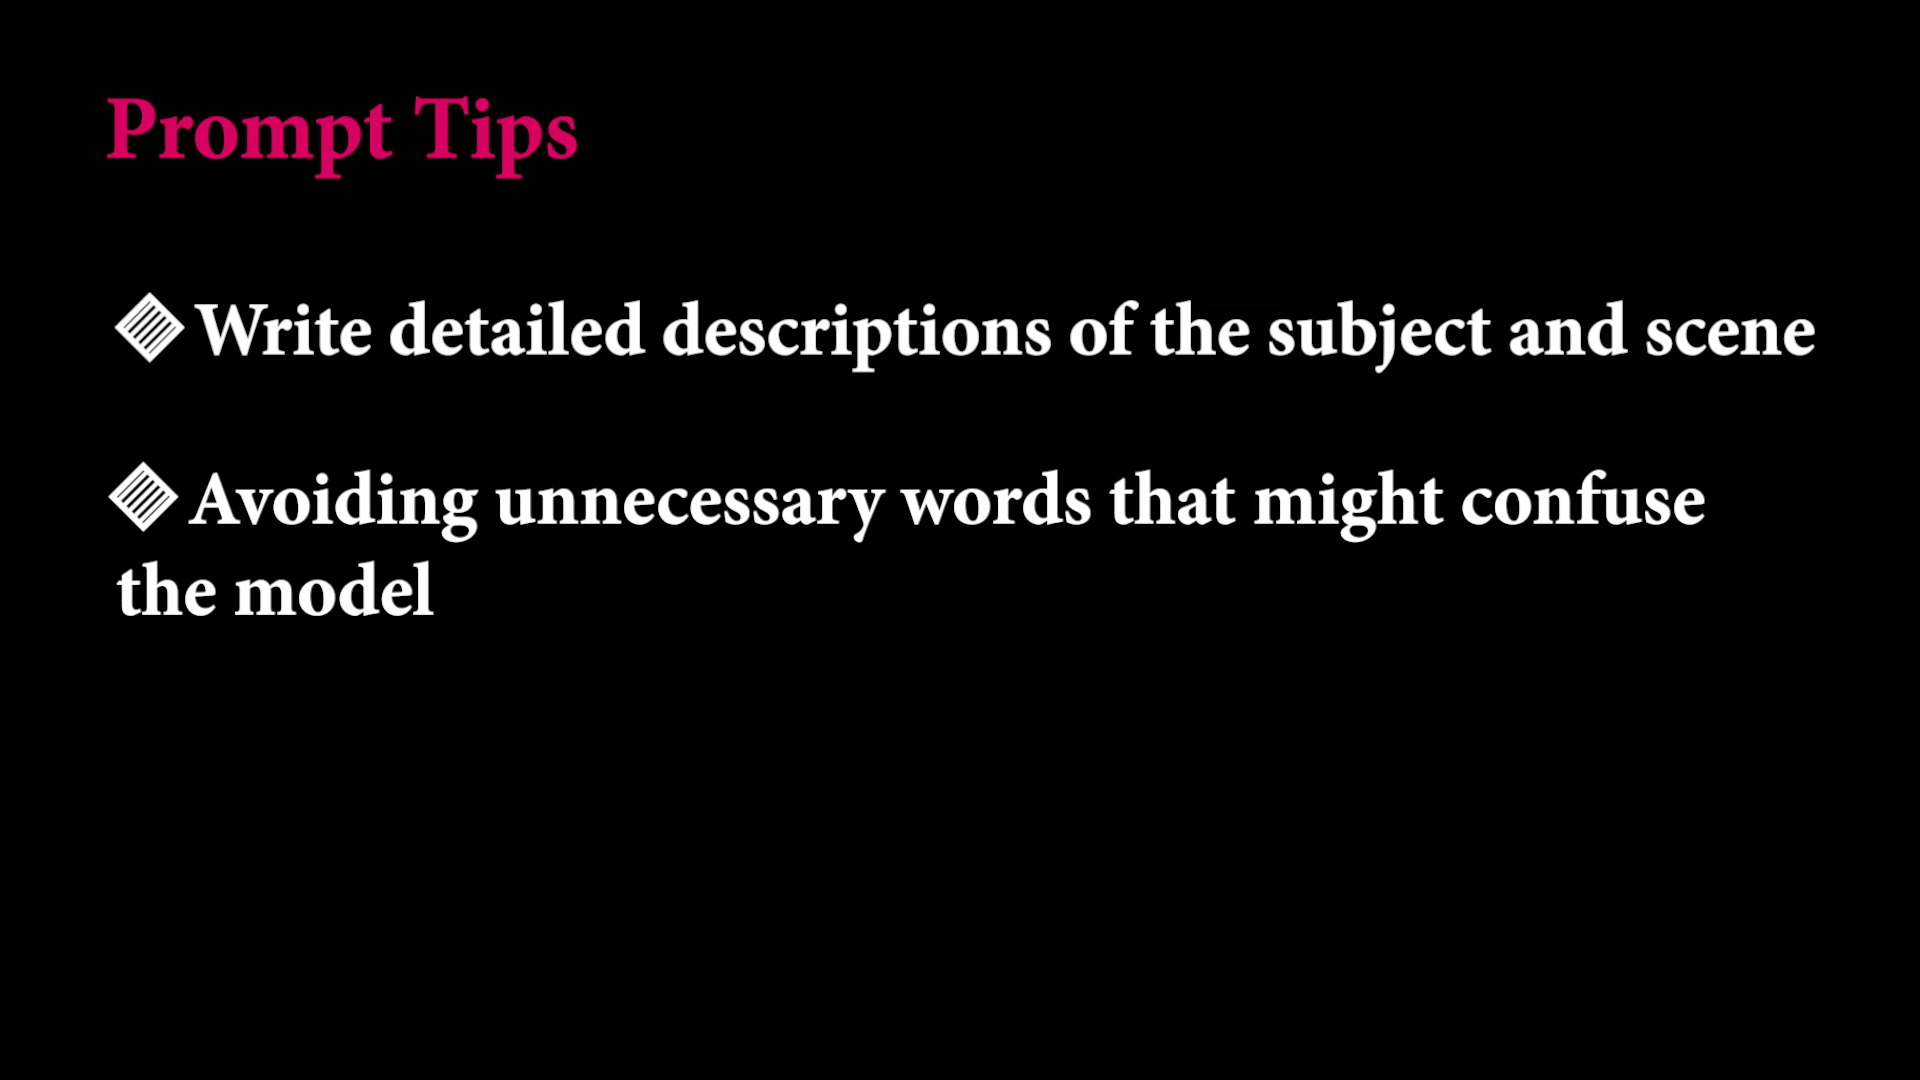 Prompt Tips
Write detailed descriptions of the subject and scene
Avoiding unnecessary words that might confuse
the model